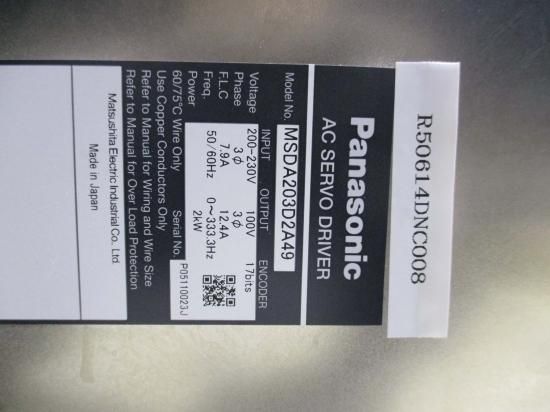 R50614DNC008
Panasonic
AC SERVO DRIVER
Model No. MSDA203D2A49
INPUT OUTPUT ENCODER
Voltage 200-230V 100V 17bits
Phase 3ϕ 3ϕ
F.L.C 7.9A 12.4A
Freq. 50/60Hz 0~333.3Hz
Power 2kW
60/75°C Wire Only Serial No. P05110023J
Use Copper Conductors Only
Refer to Manual for Wiring and Wire Size
Refer to Manual for Over Load Protection
Matsushita Electric Industrial Co. Ltd.
Made in Japan